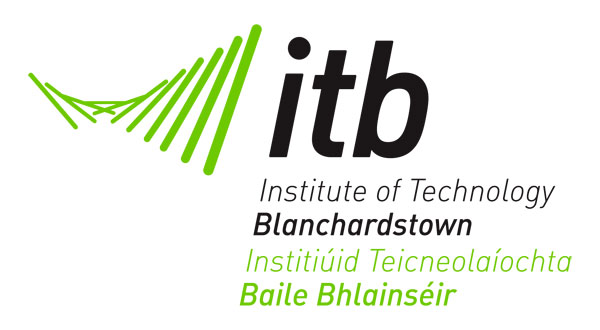 itb
Institute of Technology
Blanchardstown
Institiúid Teicneolaíochta
Baile Bhlainséir